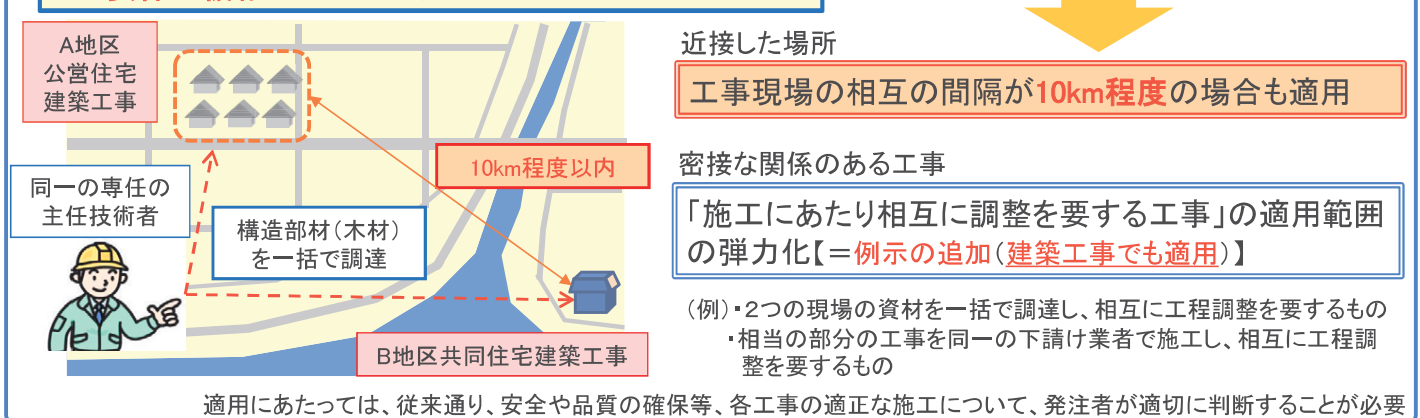 A地区
公営住宅
建築工事
同一の専任の
主任技術者
構造部材(木材)
を一括で調達
10km程度以内
B地区共同住宅建築工事
近接した場所
工事現場の相互の間隔が10km程度の場合も適用
密接な関係のある工事
「施工にあたり相互に調整を要する工事」の適用範囲
の弾力化【=例示の追加(建築工事でも適用)】
(例)・2つの現場の資材を一括で調達し、相互に工程調整を要するもの
・相当の部分の工事を同一の下請け業者で施工し、相互に工程調
整を要するもの
適用にあたっては、従来通り、安全や品質の確保等、各工事の適正な施工について、発注者が適切に判断することが必要